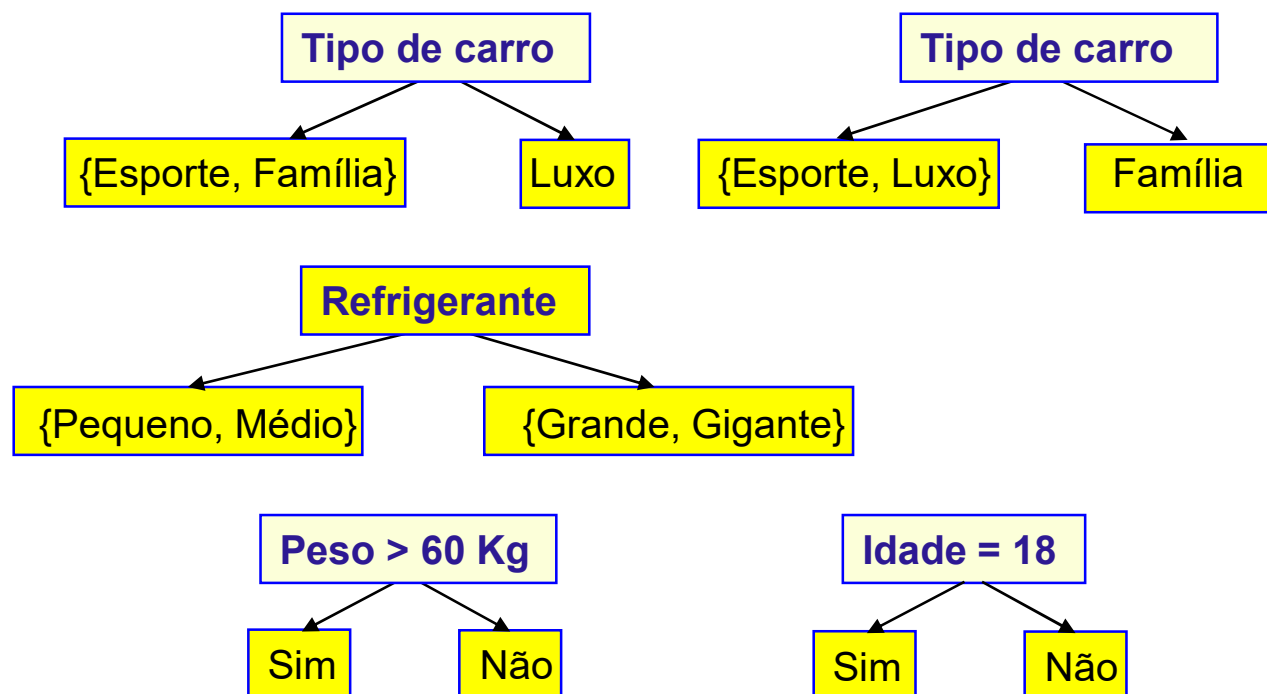 Tipo de carro
Tipo de carro
{Esporte, Família}
Luxo
{Esporte, Luxo}
Família
Refrigerante
{Pequeno, Médio}
{Grande, Gigante}
Peso > 60 Kg
Idade = 18
Sim
Não
Sim
Não